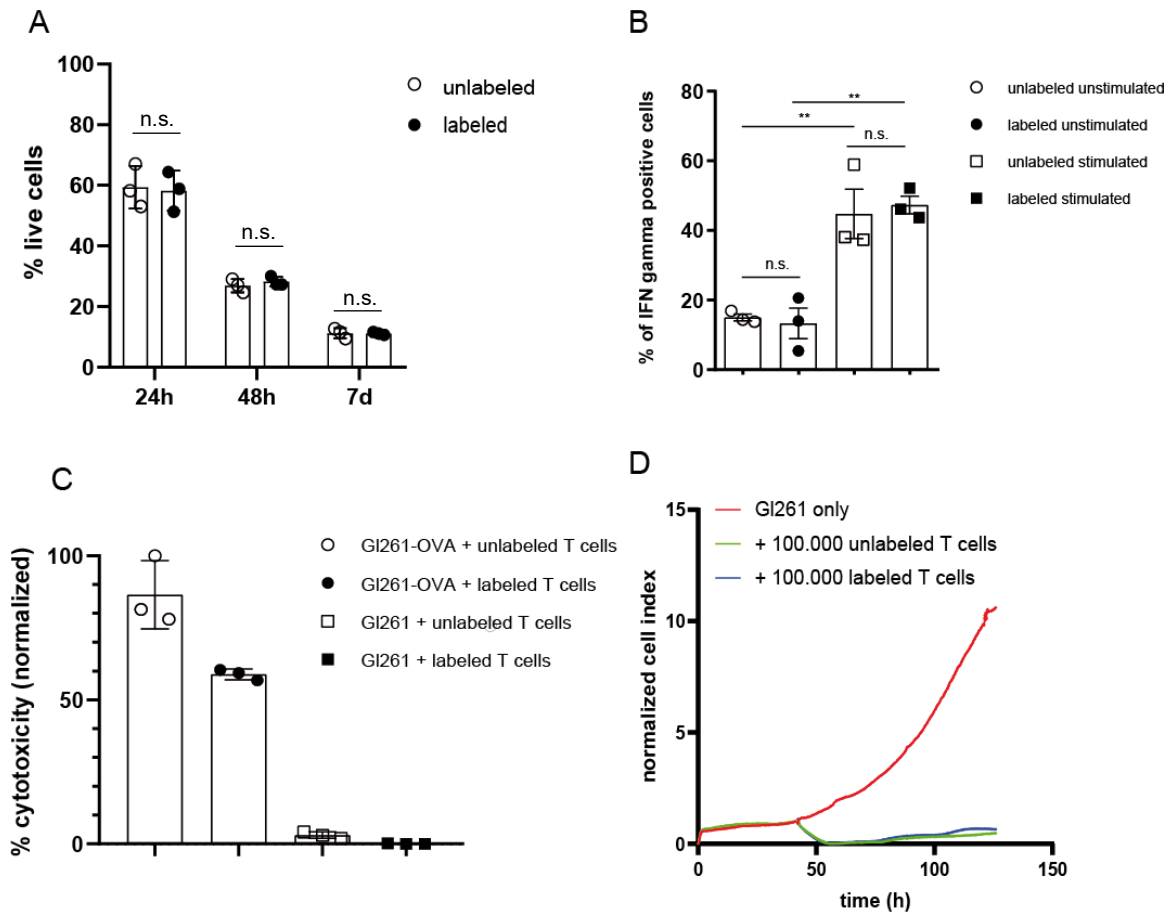 A
100
80
60
40
20
0
% live cells
n.s.
n.s.
n.s.
24h
48h
7d
unlabeled
labeled
B
80
60
40
20
0
% of IFN gamma positive cells
**
**
n.s.
n.s.
unlabeled unstimulated
labeled unstimulated
unlabeled stimulated
labeled stimulated
C
100
50
0
% cytotoxicity (normalized)
Gl261-OVA + unlabeled T cells
Gl261-OVA + labeled T cells
Gl261 + unlabeled T cells
Gl261 + labeled T cells
D
15
10
5
0
normalized cell index
Gl261 only
+ 100.000 unlabeled T cells
+ 100.000 labeled T cells
0
50
100
150
time (h)